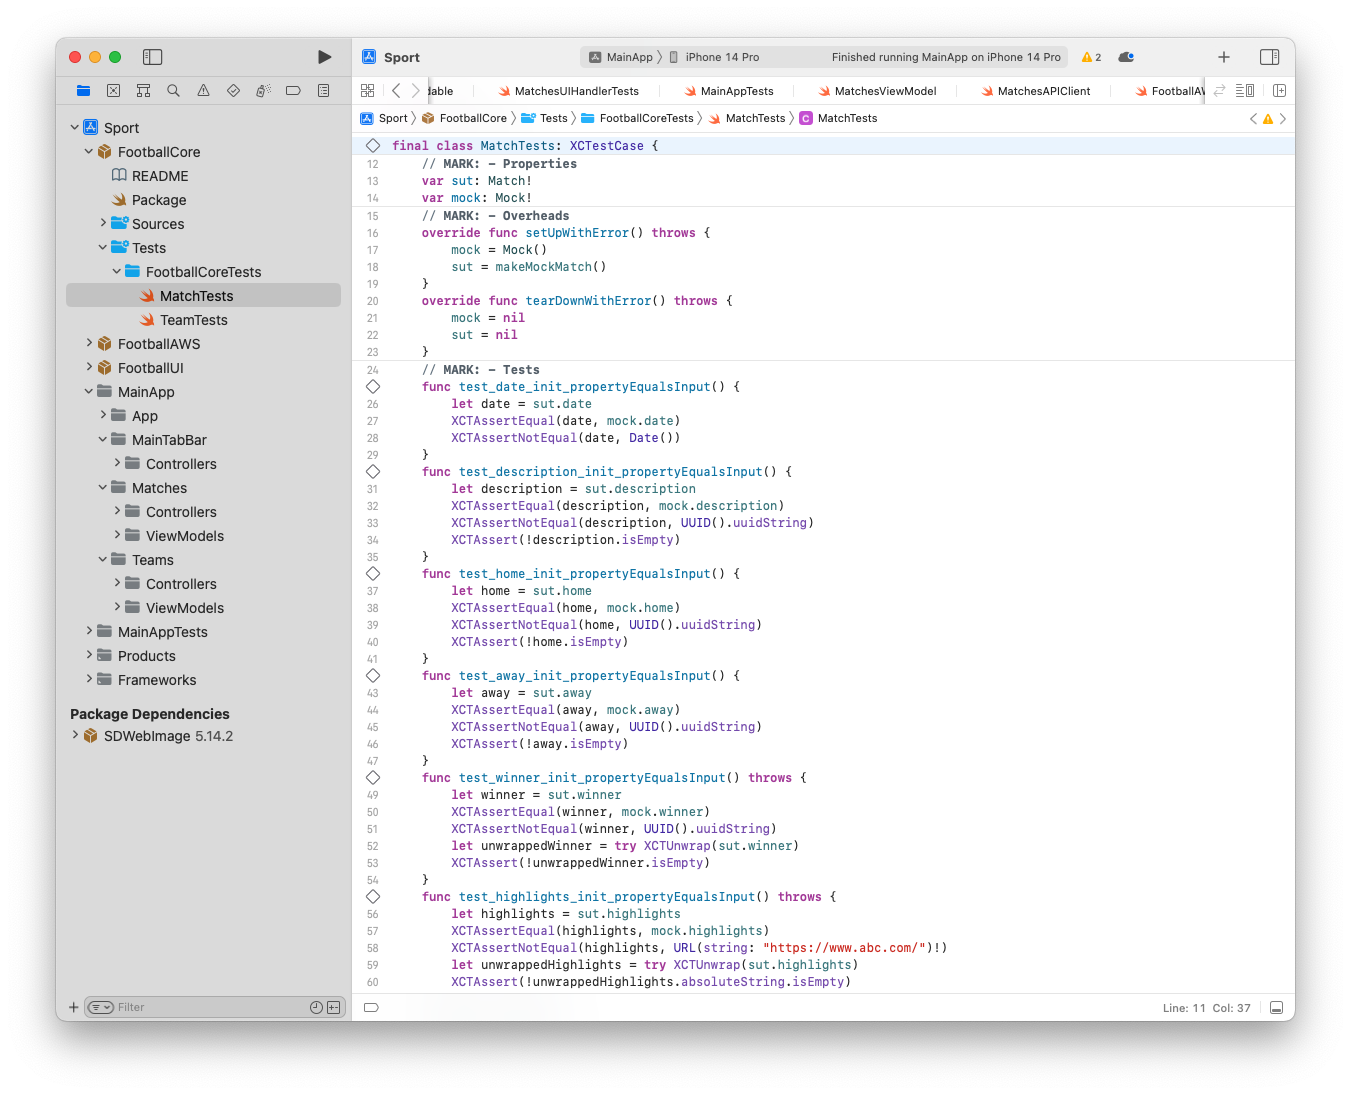 Sport
MainApp
iPhone 14 Pro
Finished running MainApp on iPhone 14 Pro
2
dable
MatchesUIHandlerTests
MainAppTests
MatchesViewModel
MatchesAPIClient
FootballAW
Sport
FootballCore
Tests
FootballCoreTests
MatchTests
C
MatchTests
Sport
FootballCore
README
Package
Sources
Tests
FootballCoreTests
MatchTests
TeamTests
FootballAWS
FootballUI
MainApp
App
MainTabBar
Controllers
Matches
Controllers
ViewModels
Teams
Controllers
ViewModels
MainAppTests
Products
Frameworks
Package Dependencies
SDWebImage 5.14.2
Filter
final class MatchTests: XCTestCase {
12 // MARK: - Properties
13 var sut: Match!
14 var mock: Mock!
15 // MARK: - Overheads
16 override func setUpWithError() throws {
17 mock = Mock()
18 sut = makeMockMatch()
19 }
20 override func tearDownWithError() throws {
21 mock = nil
22 sut = nil
23 }
24 // MARK: - Tests
func test_date_init_propertyEqualsInput() {
26 let date = sut.date
27 XCTAssertEqual(date, mock.date)
28 XCTAssertNotEqual(date, Date())
29 }
func test_description_init_propertyEqualsInput() {
31 let description = sut.description
32 XCTAssertEqual(description, mock.description)
33 XCTAssertNotEqual(description, UUID().uuidString)
34 XCTAssert(!description.isEmpty)
35 }
func test_home_init_propertyEqualsInput() {
37 let home = sut.home
38 XCTAssertEqual(home, mock.home)
39 XCTAssertNotEqual(home, UUID().uuidString)
40 XCTAssert(!home.isEmpty)
41 }
func test_away_init_propertyEqualsInput() {
43 let away = sut.away
44 XCTAssertEqual(away, mock.away)
45 XCTAssertNotEqual(away, UUID().uuidString)
46 XCTAssert(!away.isEmpty)
47 }
func test_winner_init_propertyEqualsInput() throws {
49 let winner = sut.winner
50 XCTAssertEqual(winner, mock.winner)
51 XCTAssertNotEqual(winner, UUID().uuidString)
52 let unwrappedWinner = try XCTUnwrap(sut.winner)
53 XCTAssert(!unwrappedWinner.isEmpty)
54 }
func test_highlights_init_propertyEqualsInput() throws {
56 let highlights = sut.highlights
57 XCTAssertEqual(highlights, mock.highlights)
58 XCTAssertNotEqual(highlights, URL(string: "https://www.abc.com/")!)
59 let unwrappedHighlights = try XCTUnwrap(sut.highlights)
60 XCTAssert(!unwrappedHighlights.absoluteString.isEmpty)
Line: 11 Col: 37